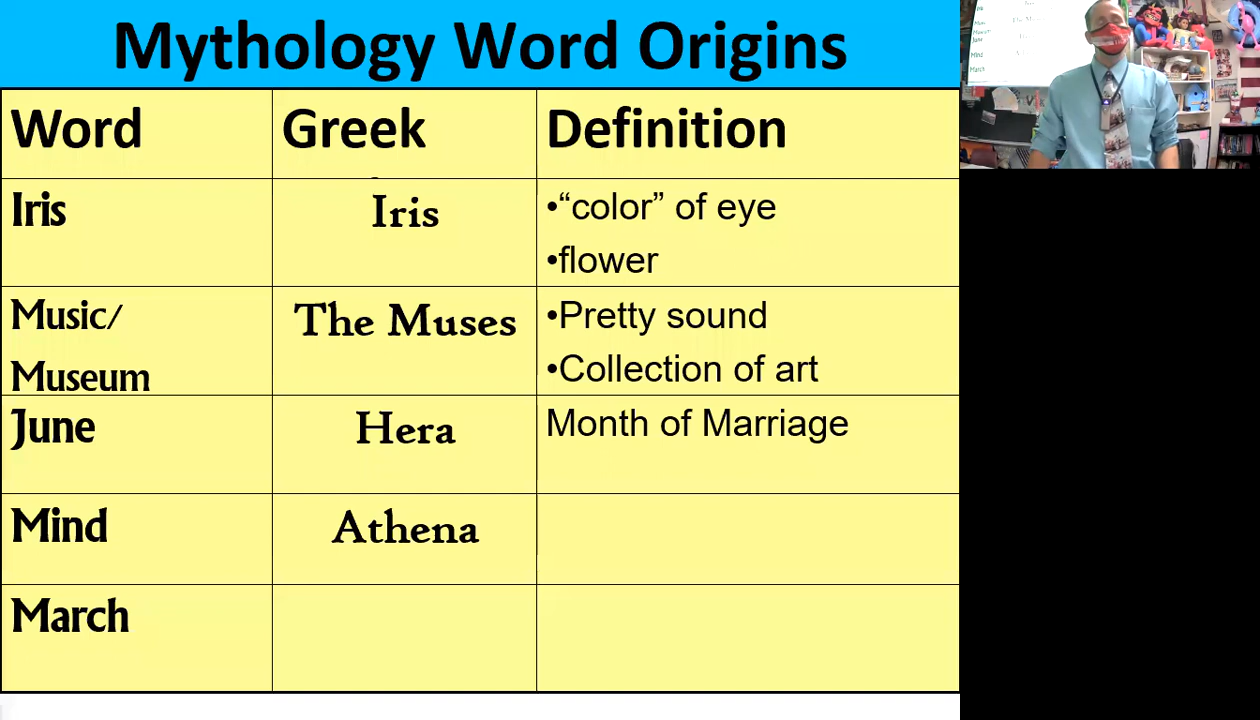 Mythology Word Origins
Word Greek Definition
Iris Iris •“color” of eye
•flower
Music/ The Muses •Pretty sound
Museum •Collection of art
June Hera Month of Marriage
Mind Athena
March